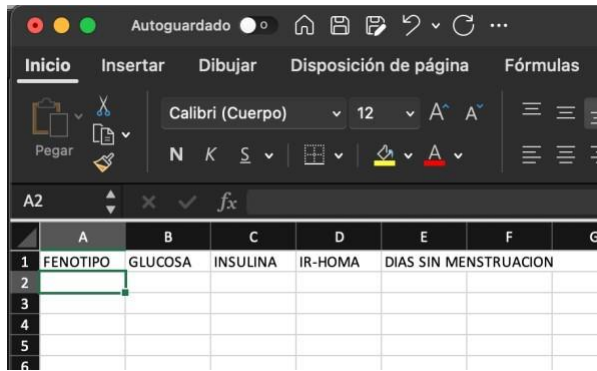 Autoguardado
Inicio Insertar Dibujar Disposición de página Fórmulas
Pegar Calibri (Cuerpo) 12 A A
N K S A
A2 fx
A B C D E F G
1 FENOTIPO GLUCOSA INSULINA IR-HOMA DIAS SIN MENSTRUACION
2
3
4
5
6